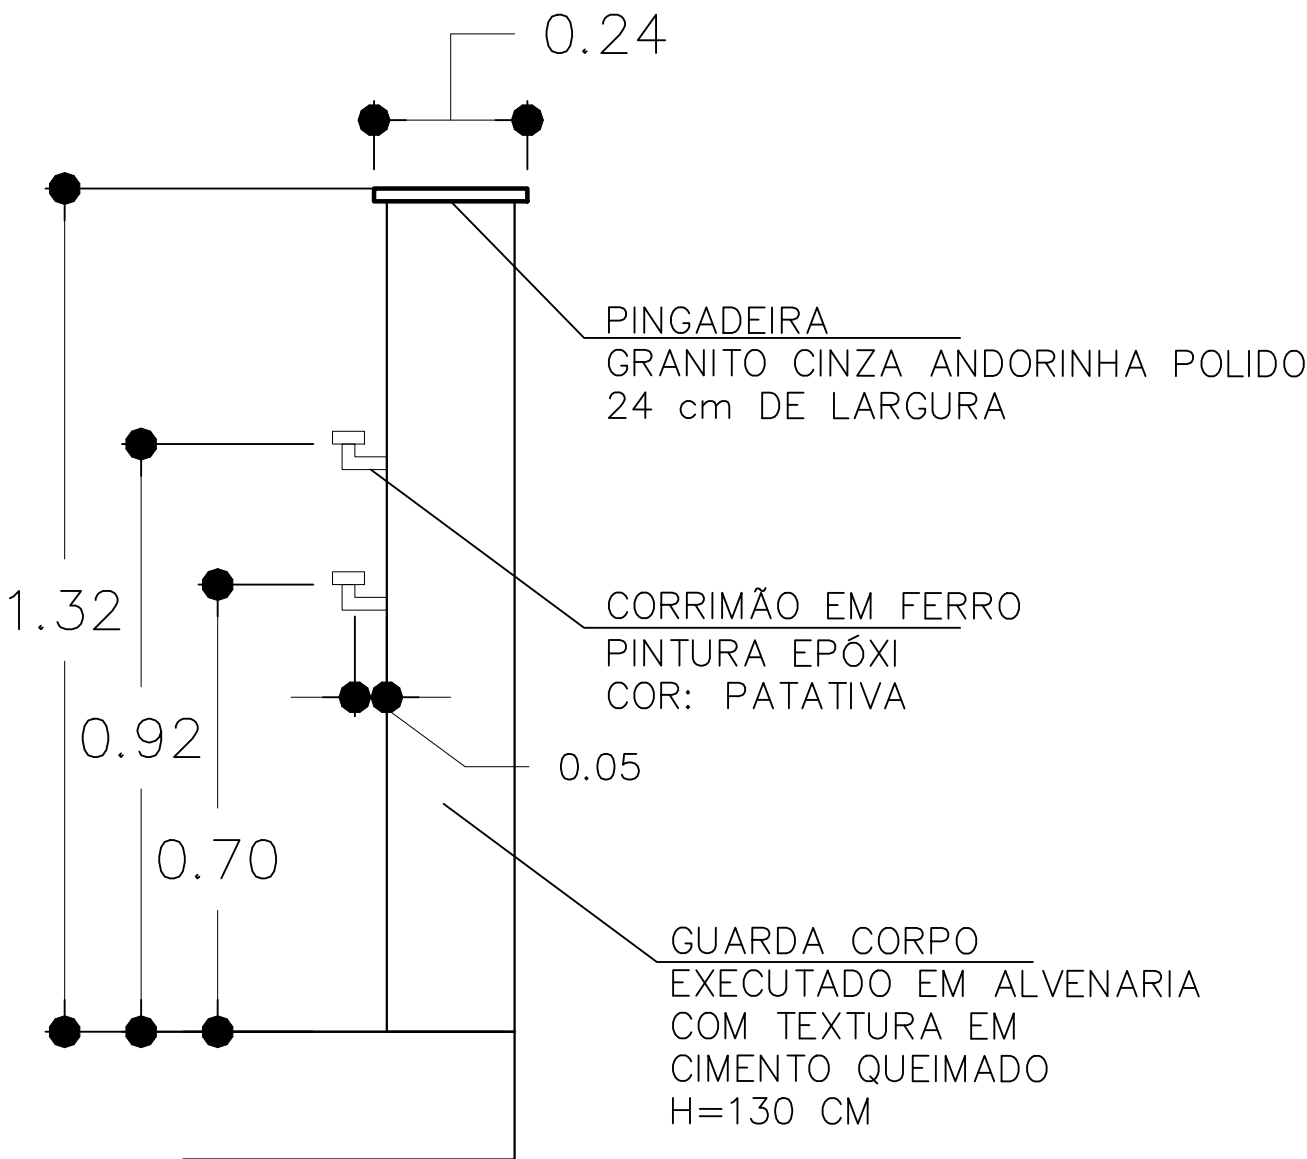 0.24
PINGADEIRA
GRANITO CINZA ANDORINHA POLIDO
24 cm DE LARGURA
1.32
CORRIMÃO EM FERRO
PINTURA EPÓXI
COR: PATATIVA
0.92
0.05
0.70
GUARDA CORPO
EXECUTADO EM ALVENARIA
COM TEXTURA EM
CIMENTO QUEIMADO
H=130 CM